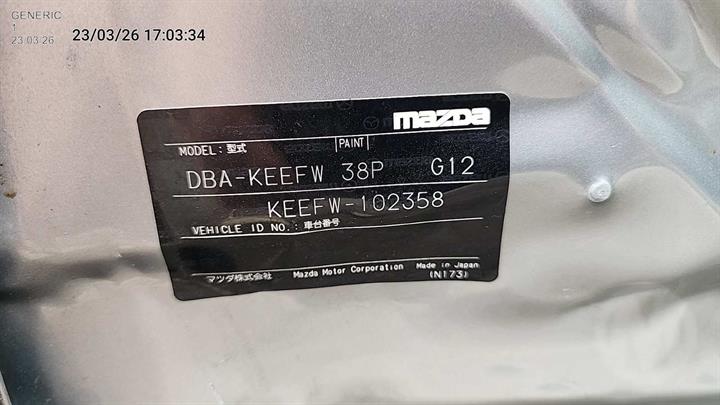 GENERIC
1
23 03 26
23/03/26 17:03:34
mazda
MODEL: 型式 PAINT
DBA-KEEFW 38P G12
KEEFW-102358
VEHICLE ID NO.: 車台番号
マツダ株式会社 Mazda Motor Corporation Made in Japan
(N173)